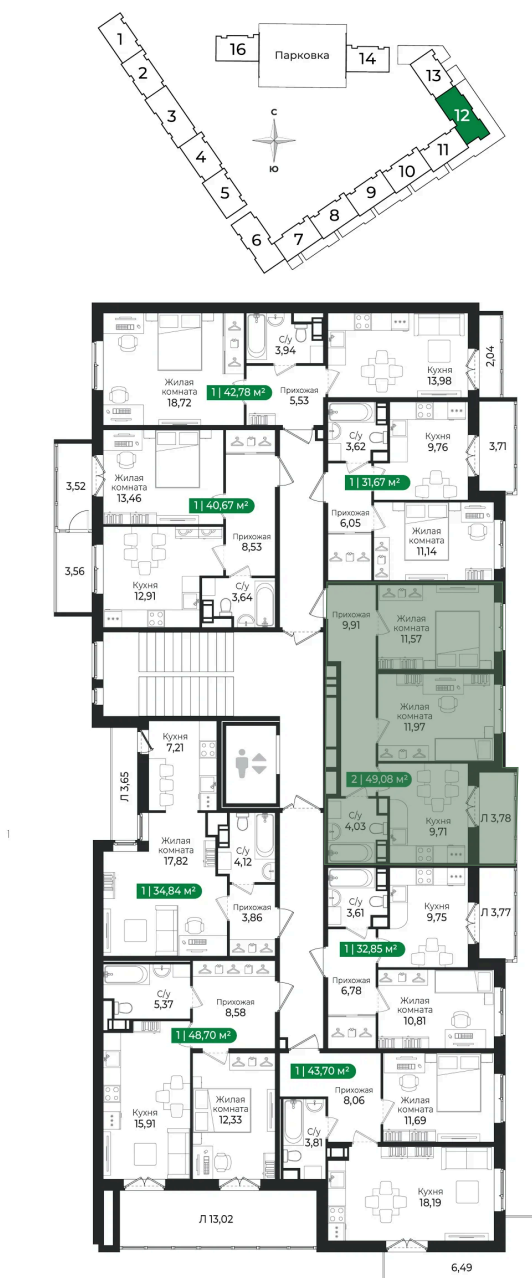 1
2
3
4
5
6
7
8
9
10
11
12
13
14
Парковка
16
С
Ю
Жилая
комната
18,72
1 | 42,78 м²
С/у
3,94
Прихожая
5,53
Кухня
13,98
2,04
С/у
3,62
Кухня
9,76
3,71
1 | 31,67 м²
3,52
Жилая
комната
13,46
1 | 40,67 м²
Прихожая
6,05
Жилая
комната
11,14
Прихожая
8,53
3,56
Кухня
12,91
С/у
3,64
Прихожая
9,91
Жилая
комната
11,57
Жилая
комната
11,97
Кухня
7,21
Л 3,65
2 | 49,08 м²
С/у
4,03
Кухня
9,71
Л 3,78
1
Жилая
комната
17,82
С/у
4,12
1 | 34,84 м²
Прихожая
3,86
С/у
3,61
Кухня
9,75
Л 3,77
1 | 32,85 м²
Прихожая
6,78
Жилая
комната
10,81
С/у
5,37
Прихожая
8,58
1 | 48,70 м²
Кухня
15,91
Жилая
комната
12,33
1 | 43,70 м²
Прихожая
8,06
Жилая
комната
11,69
С/у
3,81
Кухня
18,19
Л 13,02
6,49